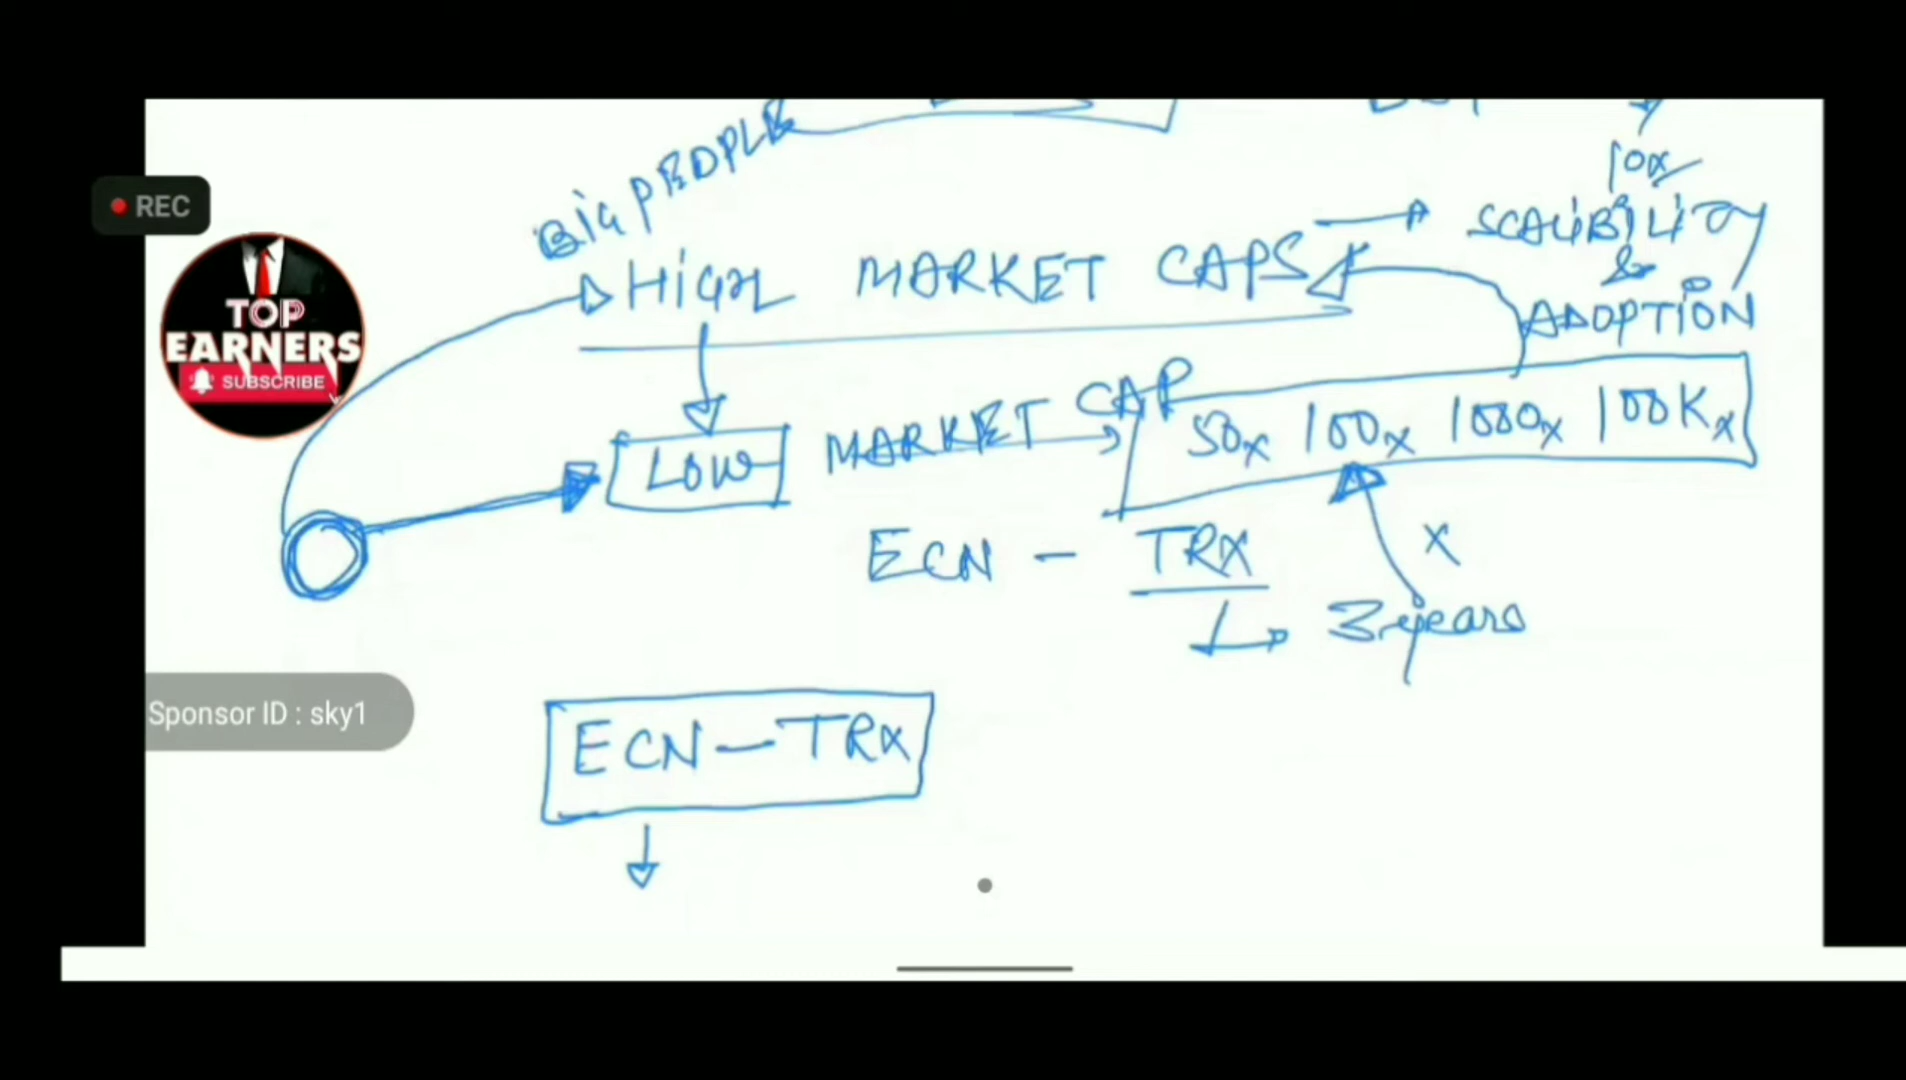 10x
BIG PEOPLE
SCALIBILITY
&
ADOPTION
HIGH MARKET CAPS
REC
TOP
EARNERS
SUBSCRIBE
LOW MARKET CAP 50x 100x 1000x 100Kx
ECN - TRX
x
3 years
Sponsor ID : sky1
ECN - TRX